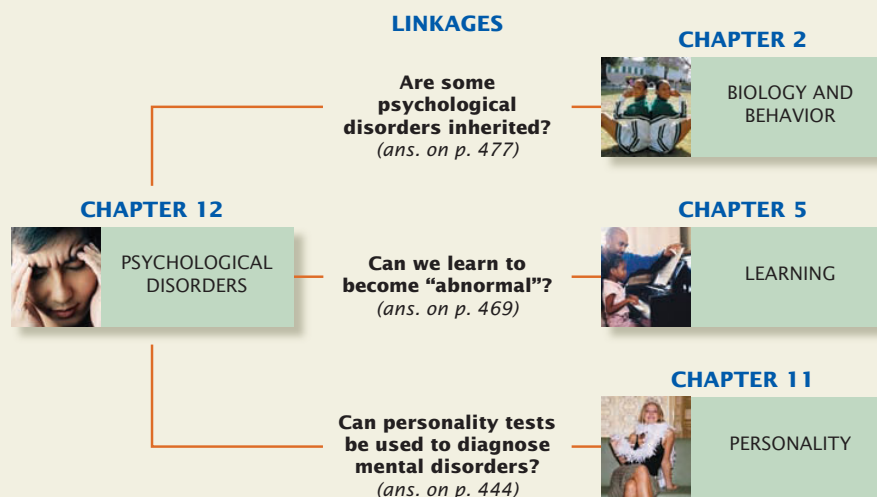 LINKAGES
CHAPTER 2
Are some
psychological
disorders inherited?
(ans. on p. 477)
BIOLOGY AND
BEHAVIOR
CHAPTER 12
PSYCHOLOGICAL
DISORDERS
CHAPTER 5
Can we learn to
become “abnormal”?
(ans. on p. 469)
LEARNING
CHAPTER 11
Can personality tests
be used to diagnose
mental disorders?
(ans. on p. 444)
PERSONALITY